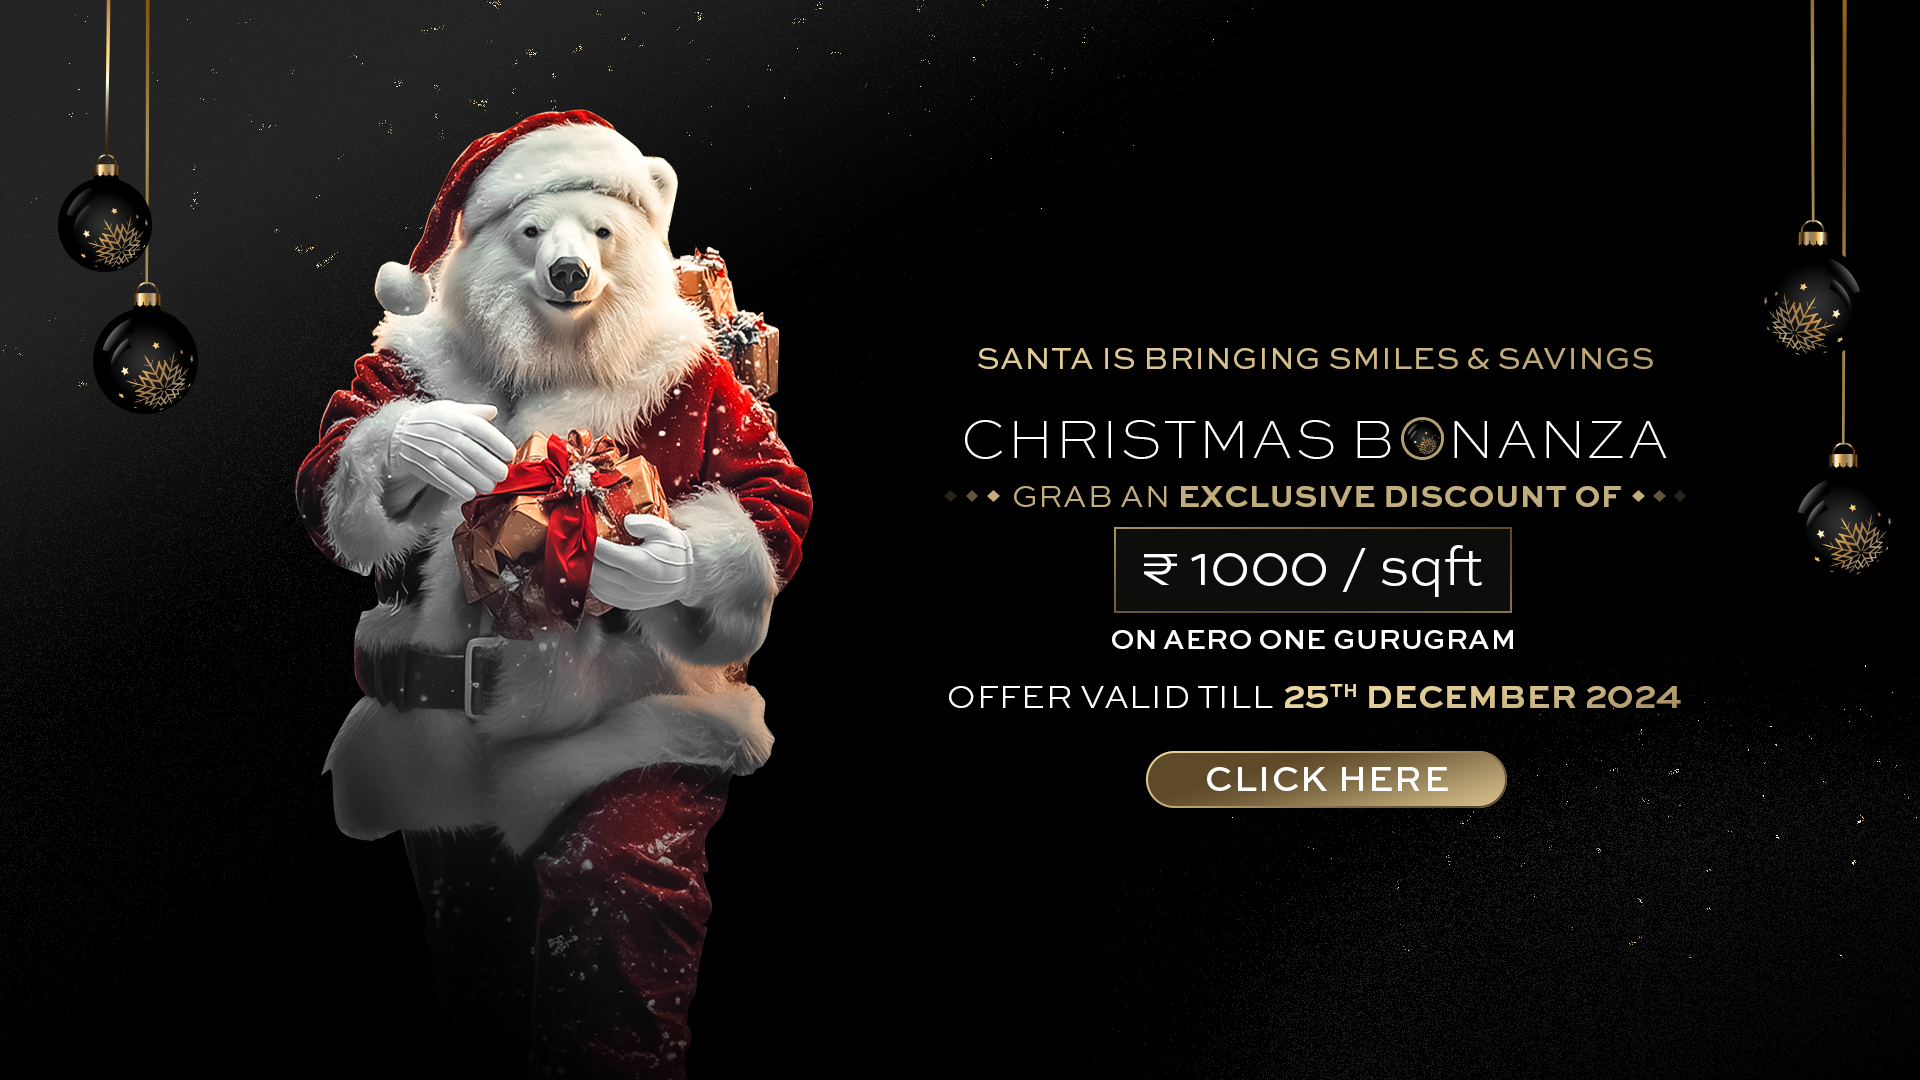 SANTA IS BRINGING SMILES & SAVINGS
CHRISTMAS BONANZA
GRAB AN EXCLUSIVE DISCOUNT OF
₹ 1000 / sqft
ON AERO ONE GURUGRAM
OFFER VALID TILL 25TH DECEMBER 2024
CLICK HERE